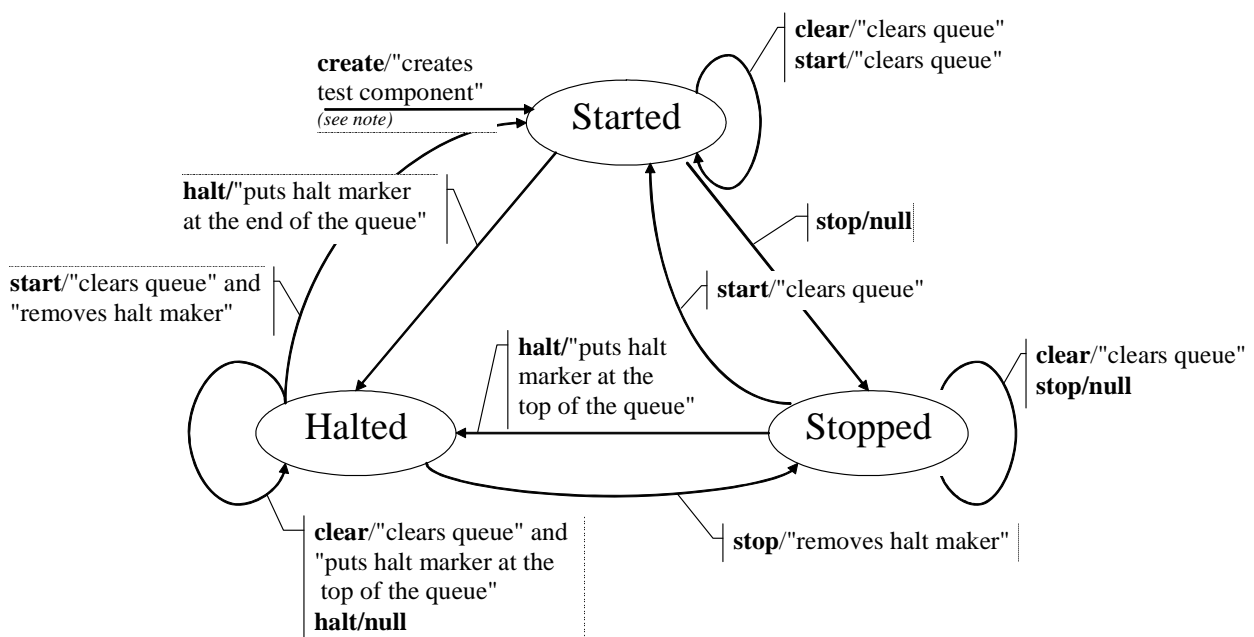 clear/"clears queue"
start/"clears queue"
create/"creates
test component"
(see note)
Started
halt/"puts halt marker
at the end of the queue"
stop/null
start/"clears queue" and
"removes halt maker"
start/"clears queue"
halt/"puts halt
marker at the
top of the queue"
clear/"clears queue"
stop/null
Halted
Stopped
clear/"clears queue" and
"puts halt marker at the
top of the queue"
halt/null
stop/"removes halt maker"